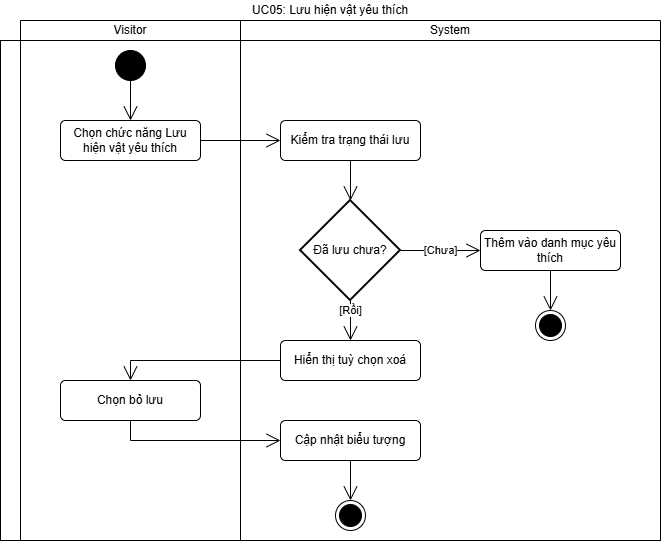 UC05: Lưu hiện vật yêu thích
Visitor
System
Chọn chức năng Lưu
hiện vật yêu thích
Kiểm tra trạng thái lưu
Đã lưu chưa?
[Chưa]
Thêm vào danh mục yêu
thích
[Rồi]
Hiển thị tuỳ chọn xoá
Chọn bỏ lưu
Cập nhật biểu tượng